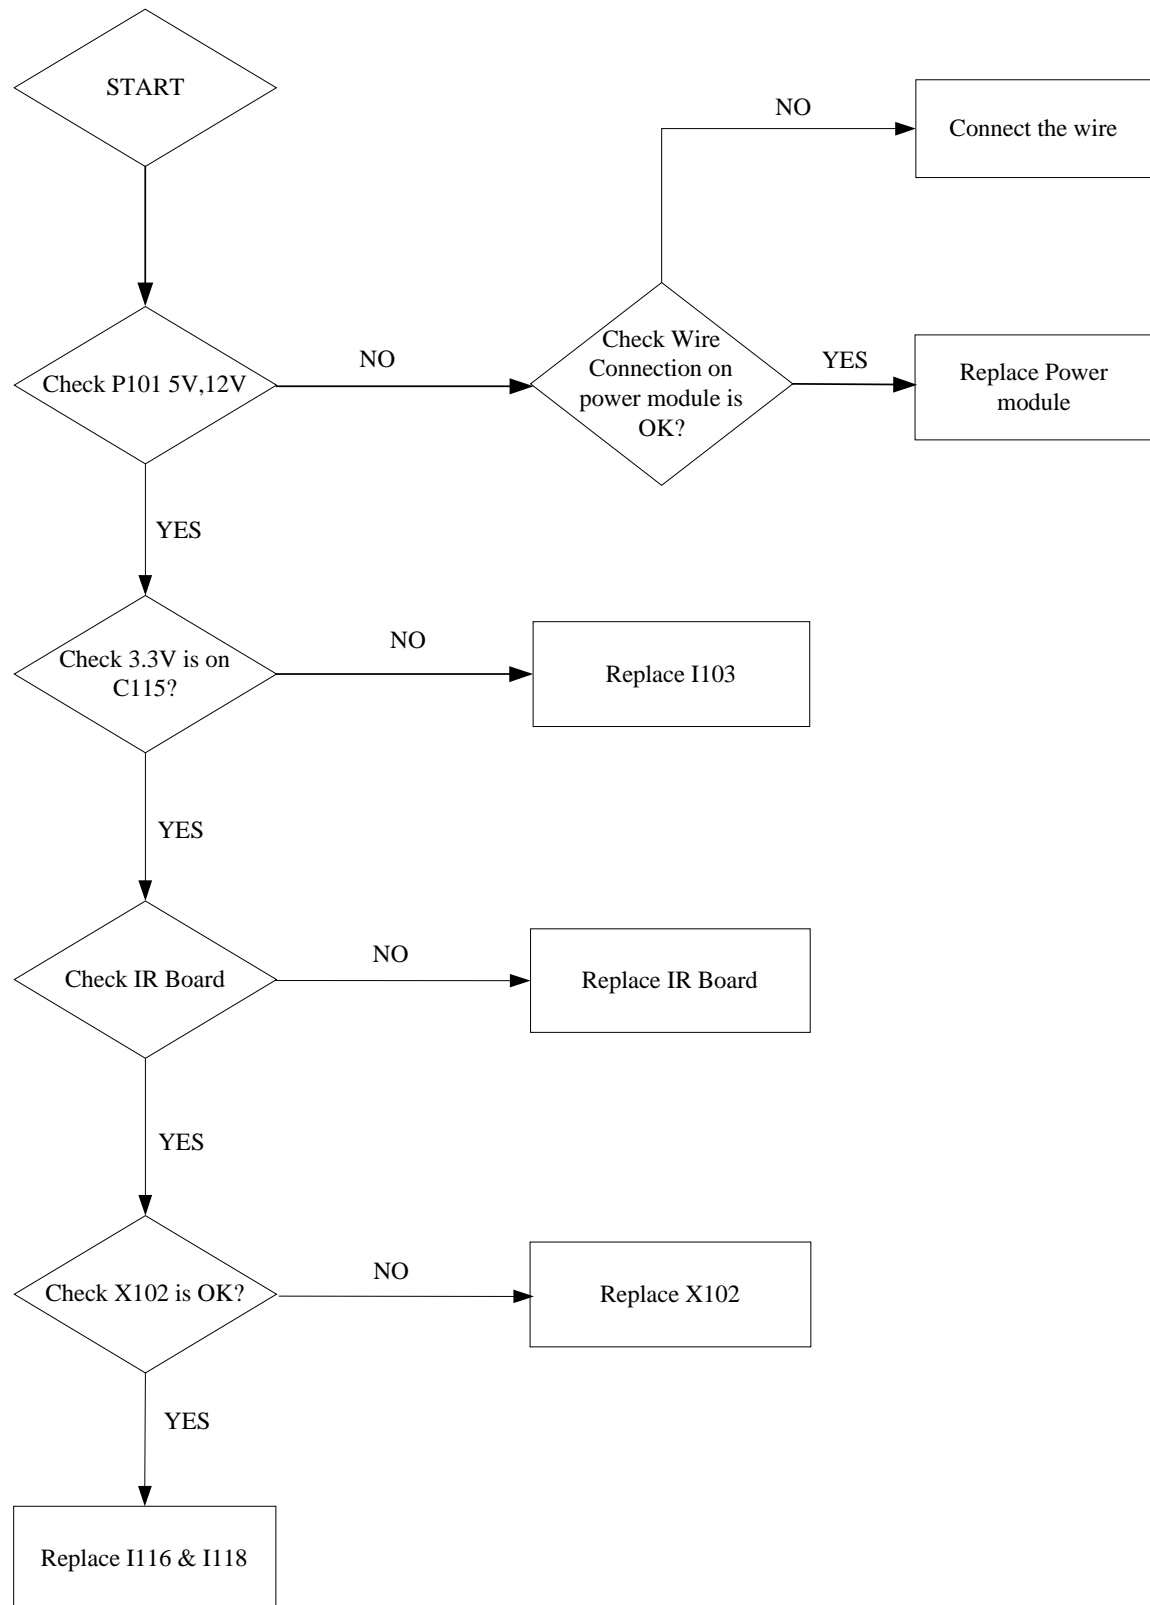 START
NO
Connect the wire
Check P101 5V,12V
NO
Check Wire
Connection on
power module is
OK?
YES
Replace Power
module
YES
Check 3.3V is on
C115?
NO
Replace I103
YES
Check IR Board
NO
Replace IR Board
YES
Check X102 is OK?
NO
Replace X102
YES
Replace I116 & I118